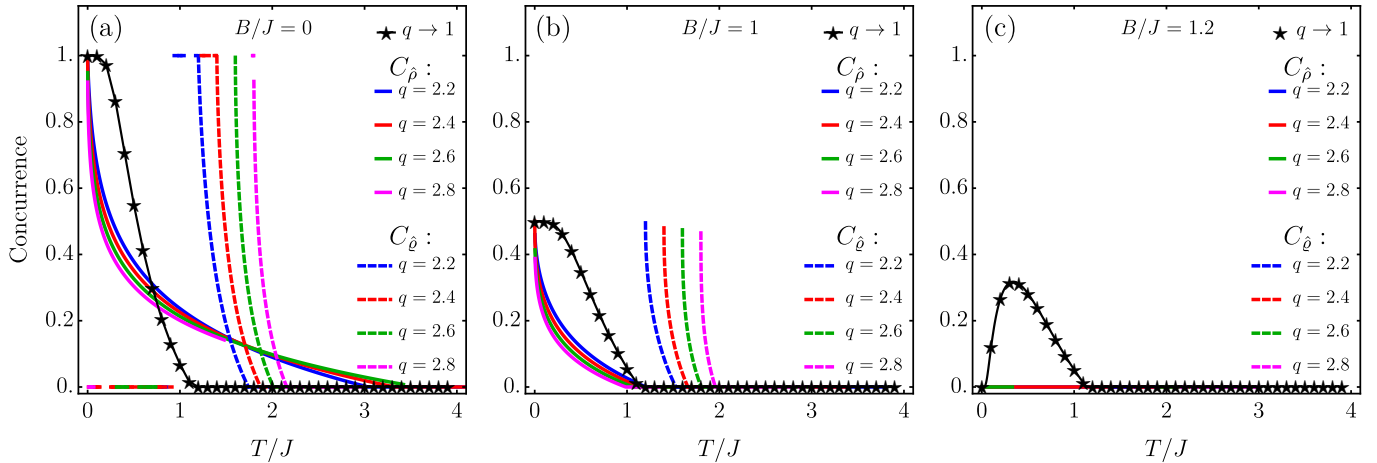 (a) B/J = 0 q → 1
C_ρ̂ :
q = 2.2
q = 2.4
q = 2.6
q = 2.8
C_ϱ̂ :
q = 2.2
q = 2.4
q = 2.6
q = 2.8
Concurrence
1.
0.8
0.6
0.4
0.2
0.
0 1 2 3 4
T/J
(b) B/J = 1 q → 1
C_ρ̂ :
q = 2.2
q = 2.4
q = 2.6
q = 2.8
C_ϱ̂ :
q = 2.2
q = 2.4
q = 2.6
q = 2.8
1.
0.8
0.6
0.4
0.2
0.
0 1 2 3 4
T/J
(c) B/J = 1.2 q → 1
C_ρ̂ :
q = 2.2
q = 2.4
q = 2.6
q = 2.8
C_ϱ̂ :
q = 2.2
q = 2.4
q = 2.6
q = 2.8
1.
0.8
0.6
0.4
0.2
0.
0 1 2 3 4
T/J